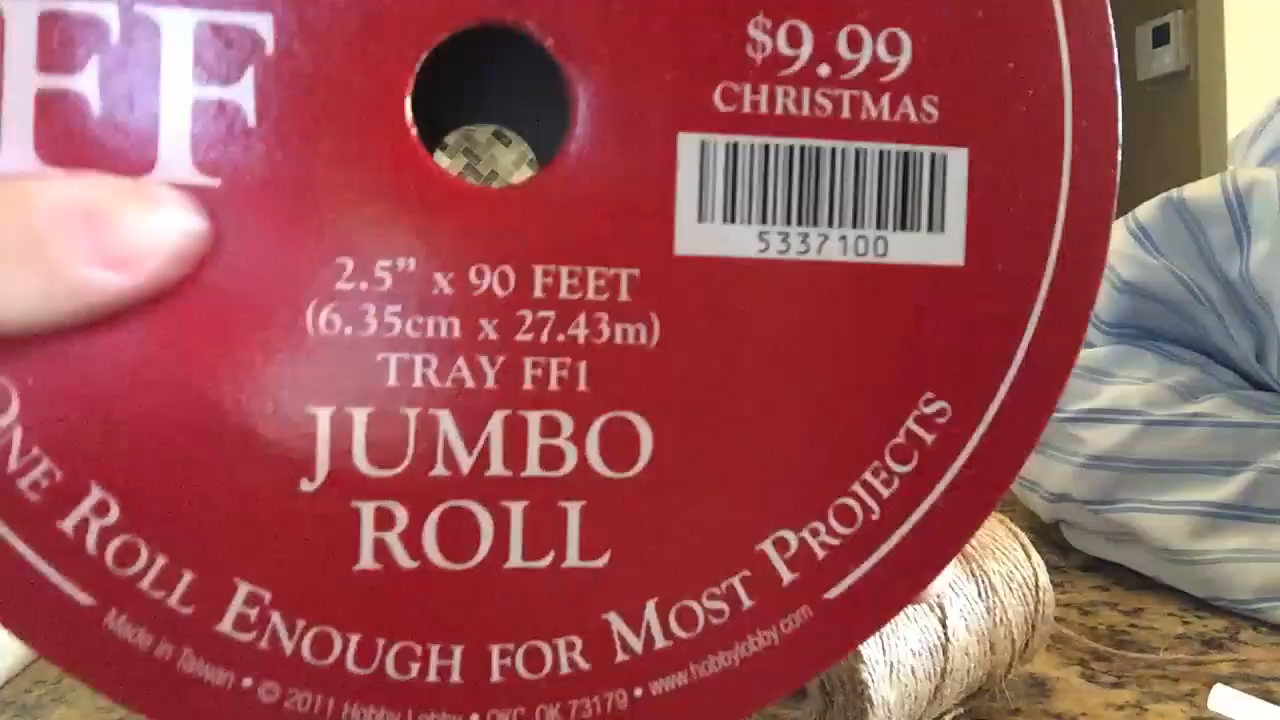 FF
$9.99
CHRISTMAS
5337100
2.5” x 90 FEET
(6.35cm x 27.43m)
TRAY FF1
JUMBO
ROLL
ONE ROLL ENOUGH FOR MOST PROJECTS
Made in Taiwan • © 2011 Hobby Lobby • OKC, OK 73179 • www.hobbylobby.com